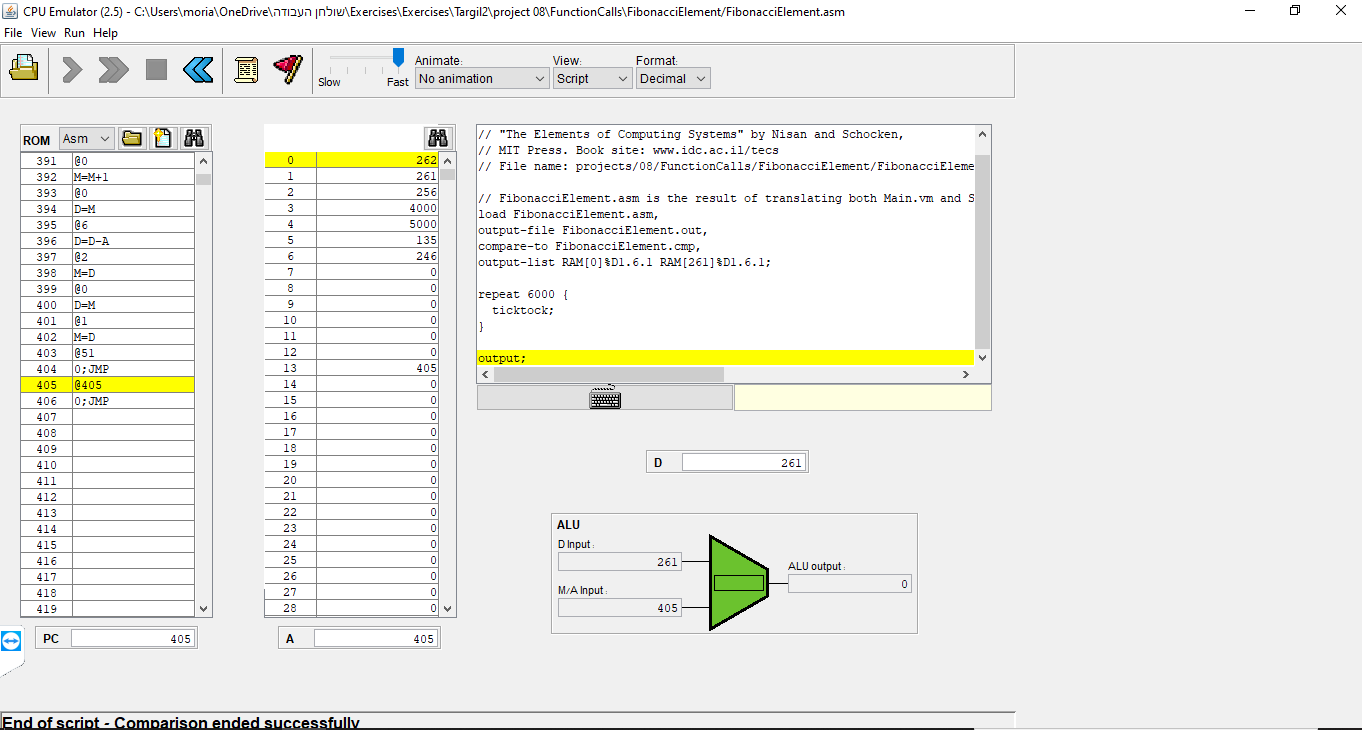 CPU Emulator (2.5) - C:\Users\moria\OneDrive\שולחן העבודה\Exercises\Exercises\Targil2\project 08\FunctionCalls\FibonacciElement/FibonacciElement.asm
File View Run Help
Slow Fast
Animate: View: Format:
No animation Script Decimal
ROM Asm
391 @0
392 M=M+1
393 @0
394 D=M
395 @6
396 D=D-A
397 @2
398 M=D
399 @0
400 D=M
401 @1
402 M=D
403 @51
404 0;JMP
405 @405
406 0;JMP
407
408
409
410
411
412
413
414
415
416
417
418
419
PC 405
0 262
1 261
2 256
3 4000
4 5000
5 135
6 246
7 0
8 0
9 0
10 0
11 0
12 0
13 405
14 0
15 0
16 0
17 0
18 0
19 0
20 0
21 0
22 0
23 0
24 0
25 0
26 0
27 0
28 0
A 405
// "The Elements of Computing Systems" by Nisan and Schocken,
// MIT Press. Book site: www.idc.ac.il/tecs
// File name: projects/08/FunctionCalls/FibonacciElement/FibonacciEleme
// FibonacciElement.asm is the result of translating both Main.vm and S
load FibonacciElement.asm,
output-file FibonacciElement.out,
compare-to FibonacciElement.cmp,
output-list RAM[0]%D1.6.1 RAM[261]%D1.6.1;
repeat 6000 {
ticktock;
}
output;
D 261
ALU
D Input :
261
M/A Input :
405
ALU output :
0
End of script - Comparison ended successfully